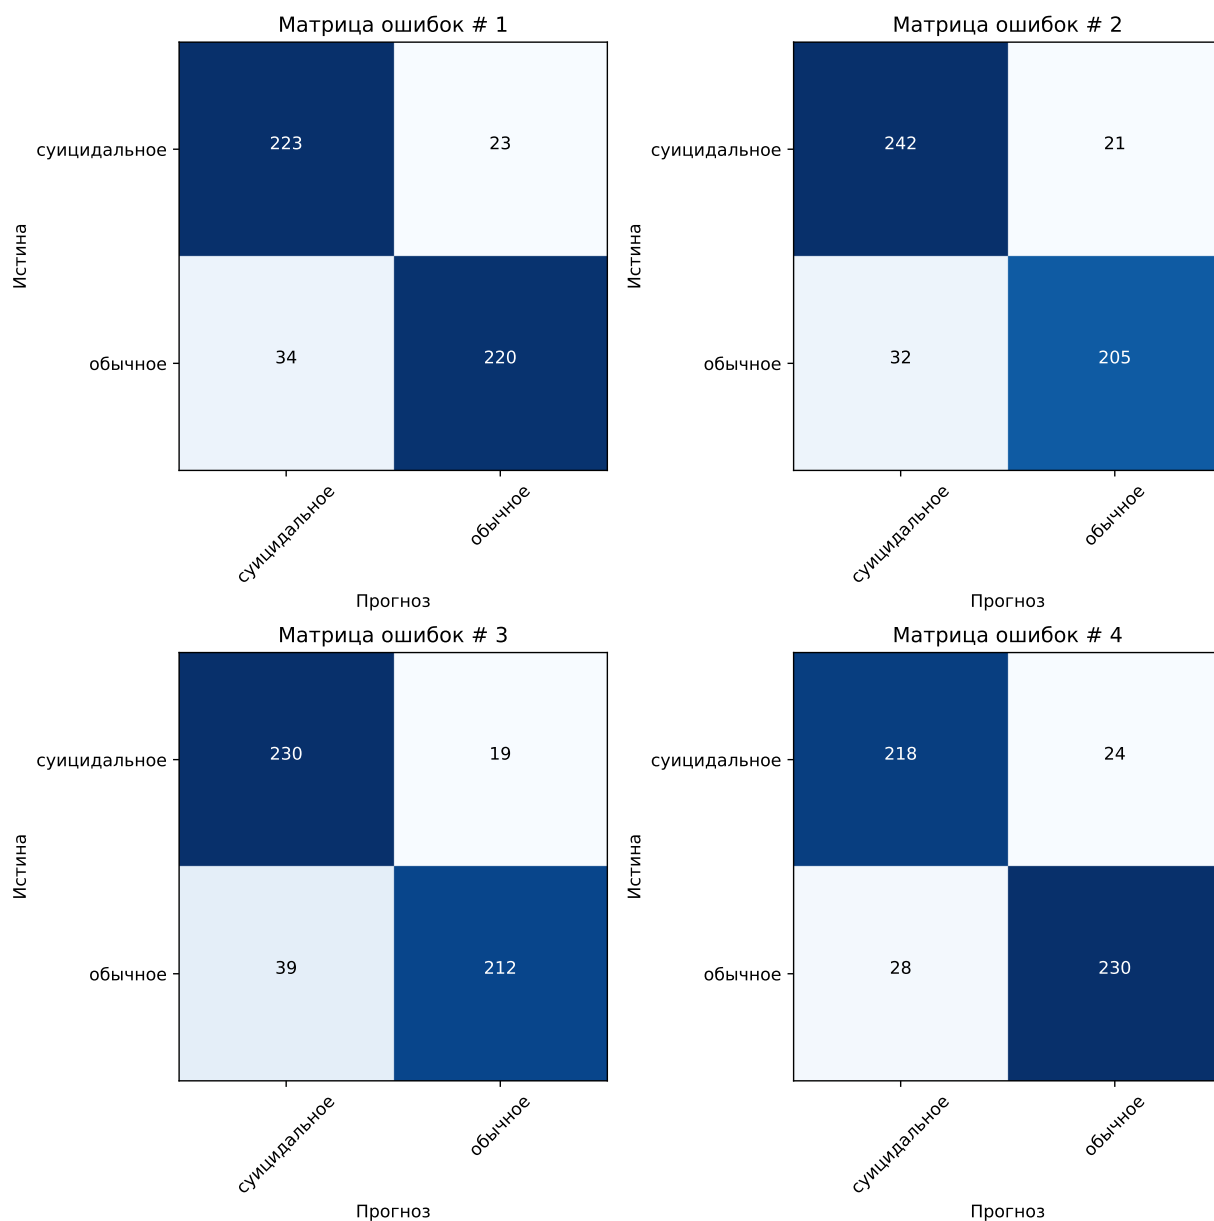 Матрица ошибок # 1
суицидальное
223
23
Истина
обычное
34
220
суицидальное
обычное
Прогноз
Матрица ошибок # 2
суицидальное
242
21
Истина
обычное
32
205
суицидальное
обычное
Прогноз
Матрица ошибок # 3
суицидальное
230
19
Истина
обычное
39
212
суицидальное
обычное
Прогноз
Матрица ошибок # 4
суицидальное
218
24
Истина
обычное
28
230
суицидальное
обычное
Прогноз